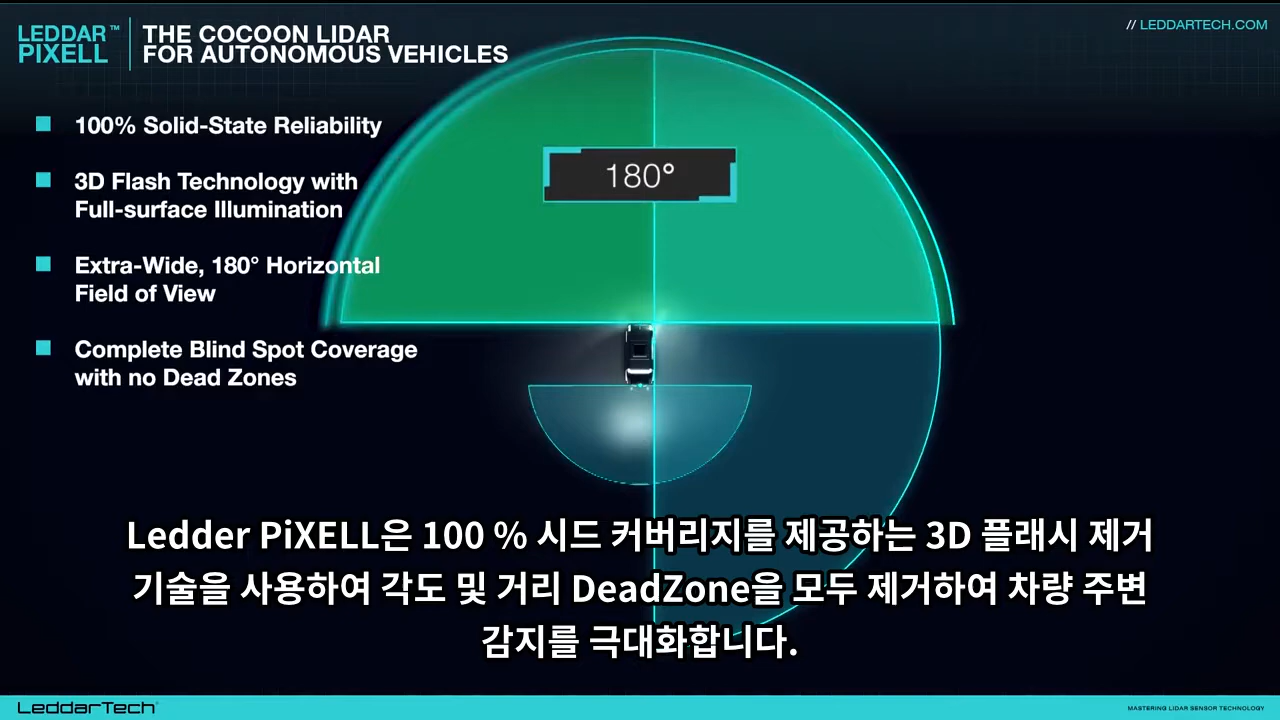 LEDDAR™
PIXELL
THE COCOON LIDAR
FOR AUTONOMOUS VEHICLES
// LEDDARTECH.COM
100% Solid-State Reliability
3D Flash Technology with
Full-surface Illumination
Extra-Wide, 180° Horizontal
Field of View
Complete Blind Spot Coverage
with no Dead Zones
180°
Ledder PiXELL은 100 % 시드 커버리지를 제공하는 3D 플래시 제거
기술을 사용하여 각도 및 거리 DeadZone을 모두 제거하여 차량 주변
감지를 극대화합니다.
LeddarTech
MASTERING LIDAR SENSOR TECHNOLOGY